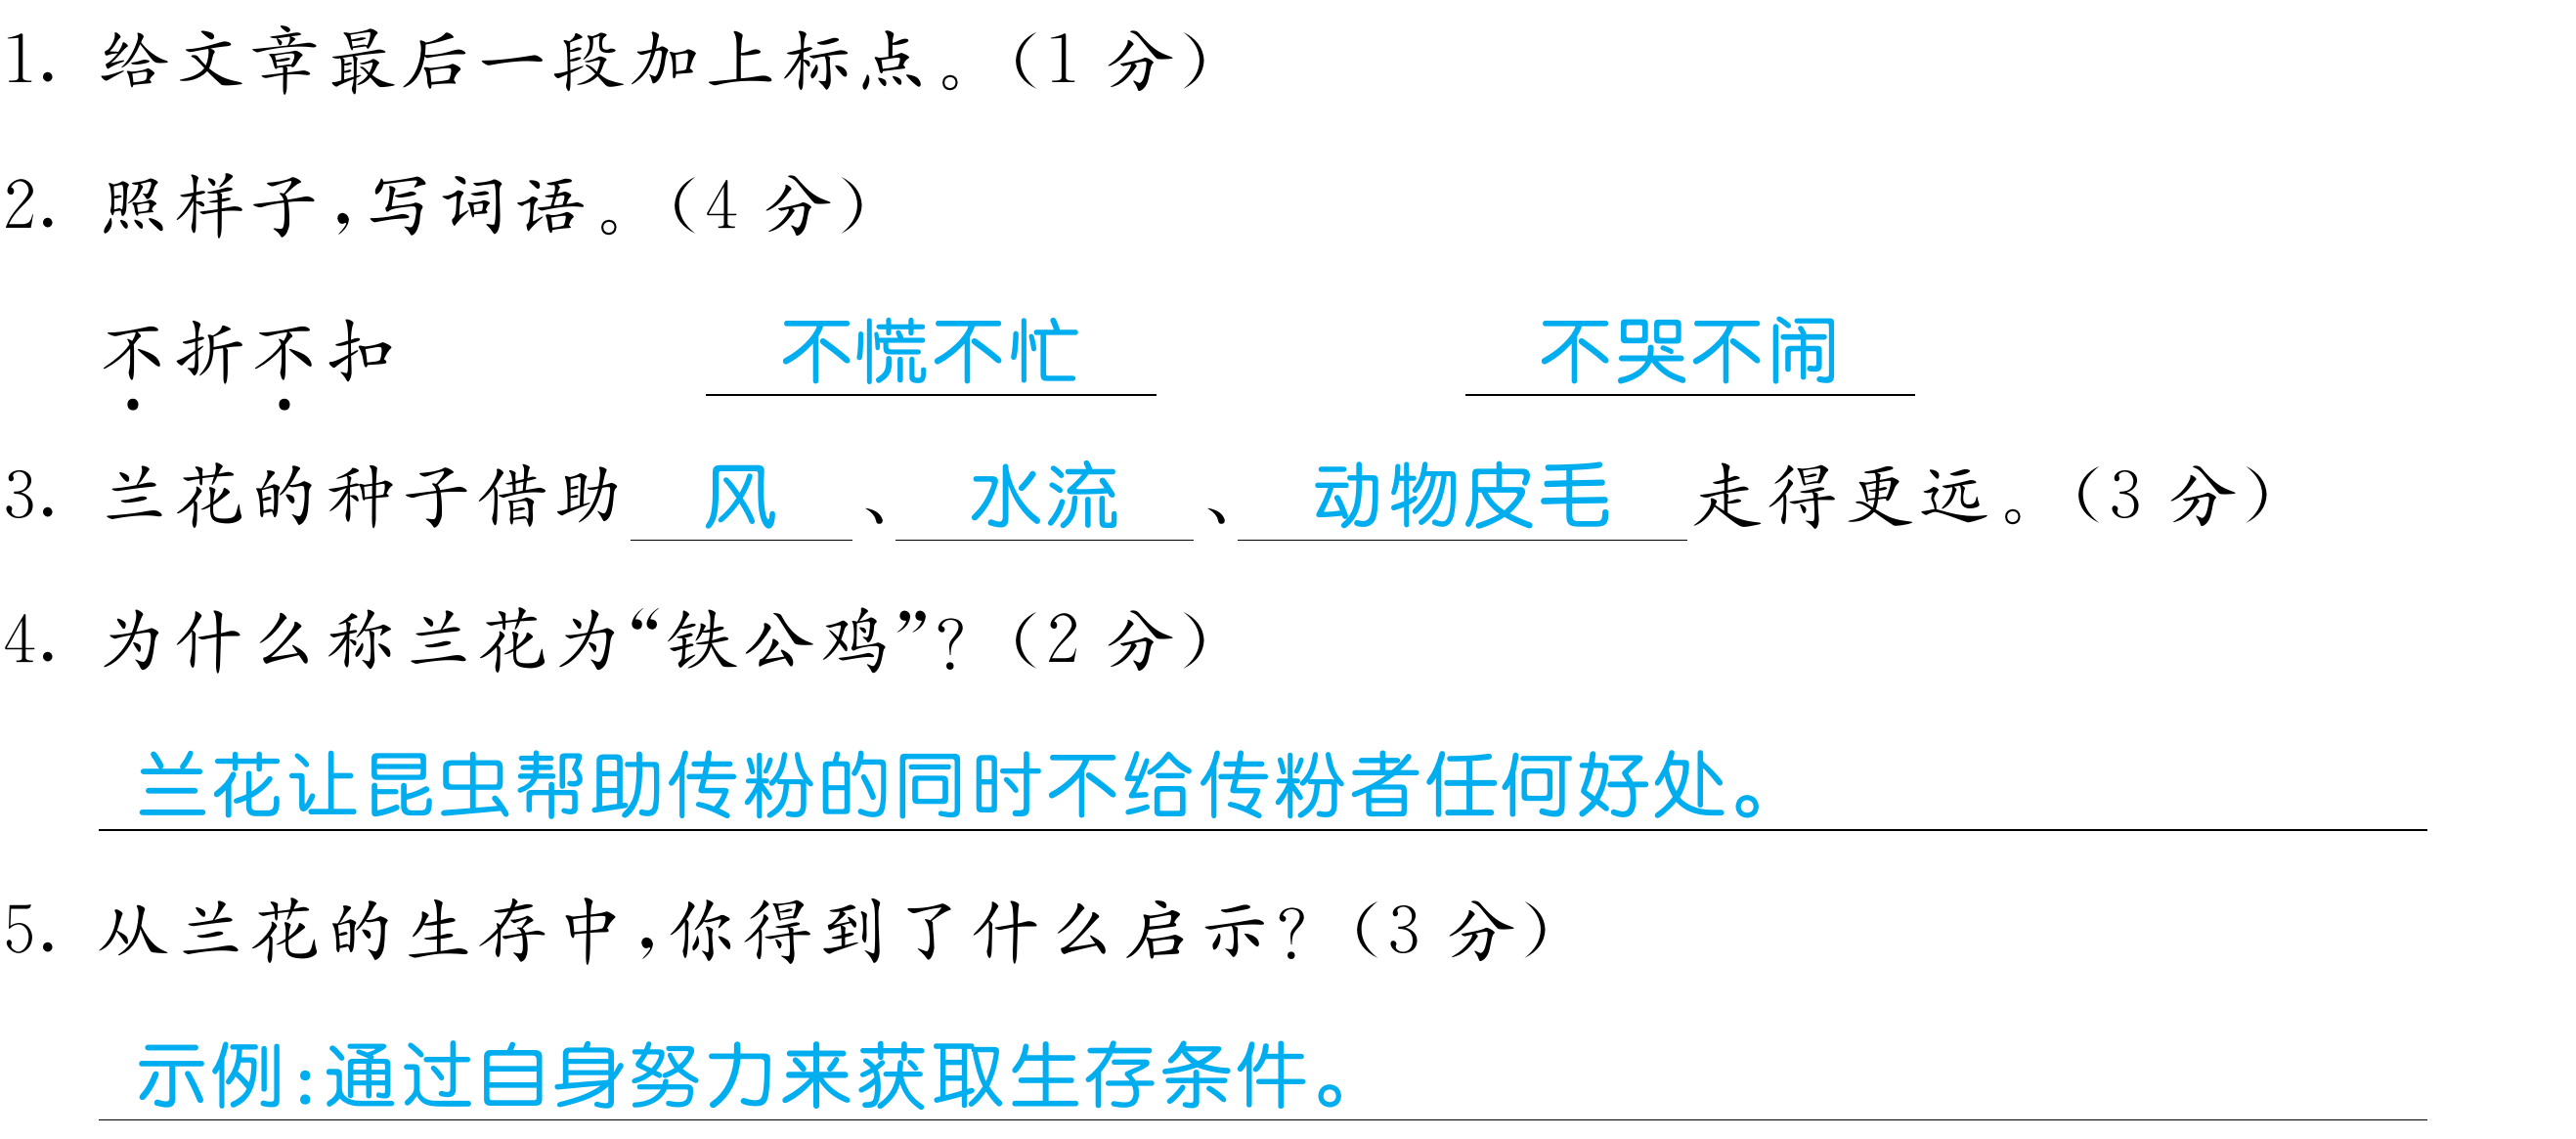 1. 给文章最后一段加上标点。(1 分)
2. 照样子,写词语。(4 分)
不折不扣 不慌不忙 不哭不闹
3. 兰花的种子借助 风 、 水流 、 动物皮毛 走得更远。(3 分)
4. 为什么称兰花为“铁公鸡”?(2 分)
兰花让昆虫帮助传粉的同时不给传粉者任何好处。
5. 从兰花的生存中,你得到了什么启示?(3 分)
示例:通过自身努力来获取生存条件。